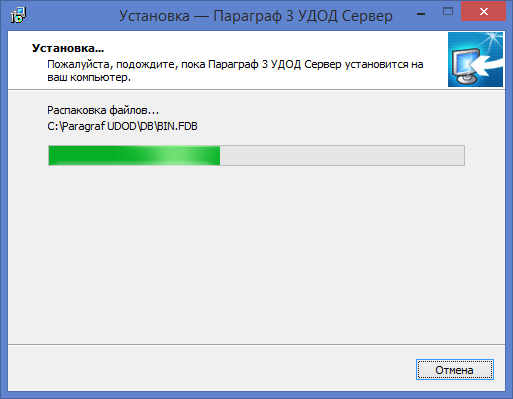 Установка — Параграф 3 УДОД Сервер
Установка...
Пожалуйста, подождите, пока Параграф 3 УДОД Сервер установится на
ваш компьютер.
Распаковка файлов...
C:\Paragraf UDOD\DB\BIN.FDB
Отмена